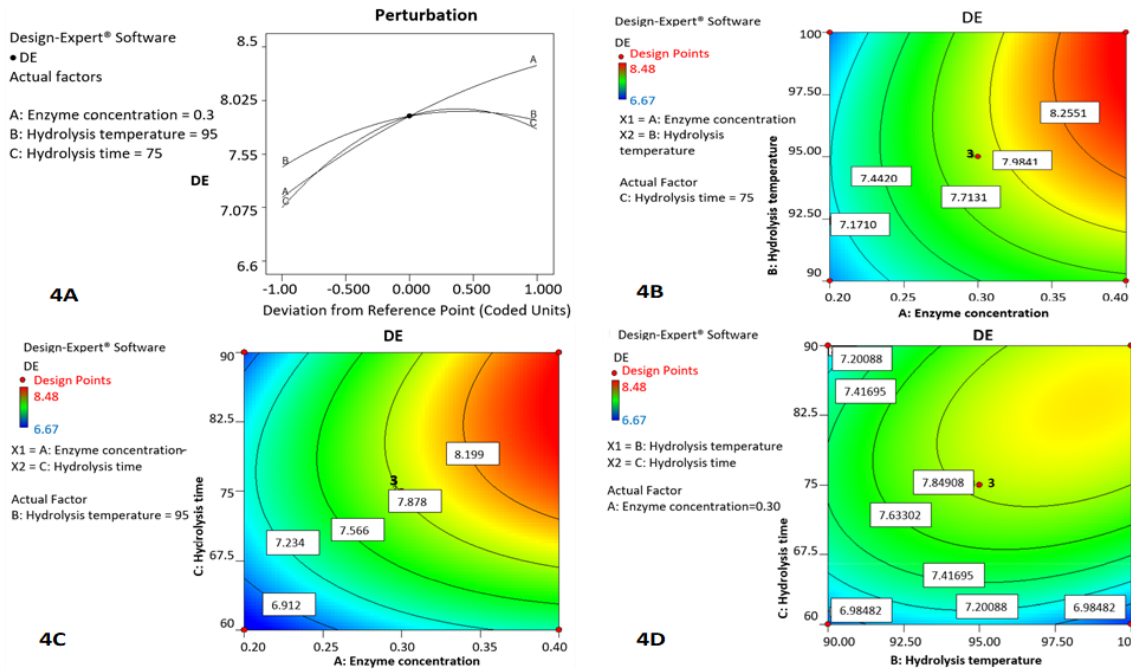 Perturbation
Design-Expert® Software
DE
Actual factors
A: Enzyme concentration = 0.3
B: Hydrolysis temperature = 95
C: Hydrolysis time = 75
DE
8.5
8.025
7.55
7.075
6.6
A
B
C
B
A
C
-1.00
-0.500
0.000
0.500
1.000
Deviation from Reference Point (Coded Units)
4A
DE
Design-Expert® Software
DE
Design Points
8.48
6.67
X1 = A: Enzyme concentration
X2 = B: Hydrolysis
temperature
Actual Factor
C: Hydrolysis time = 75
B: Hydrolysis temperature
100
97.50
95.00
92.50
90
8.2551
3
7.9841
7.4420
7.7131
7.1710
0.20
0.25
0.30
0.35
0.40
A: Enzyme concentration
4B
DE
Design-Expert® Software
DE
Design Points
8.48
6.67
X1 = A: Enzyme concentration
X2 = C: Hydrolysis time
Actual Factor
B: Hydrolysis temperature = 95
C: Hydrolysis time
90
82.5
75
67.5
60
8.199
3
7.878
7.566
7.234
6.912
0.20
0.25
0.30
0.35
0.40
A: Enzyme concentration
4C
DE
Design-Expert® Software
DE
Design Points
8.48
6.67
X1 = B: Hydrolysis temperature
X2 = C: Hydrolysis time
Actual Factor
A: Enzyme concentration=0.30
C: Hydrolysis time
90
82.5
75
67.5
60
7.20088
7.41695
7.84908
3
7.63302
7.41695
6.98482
7.20088
6.98482
90.00
92.50
95.00
97.50
B: Hydrolysis temperature
4D